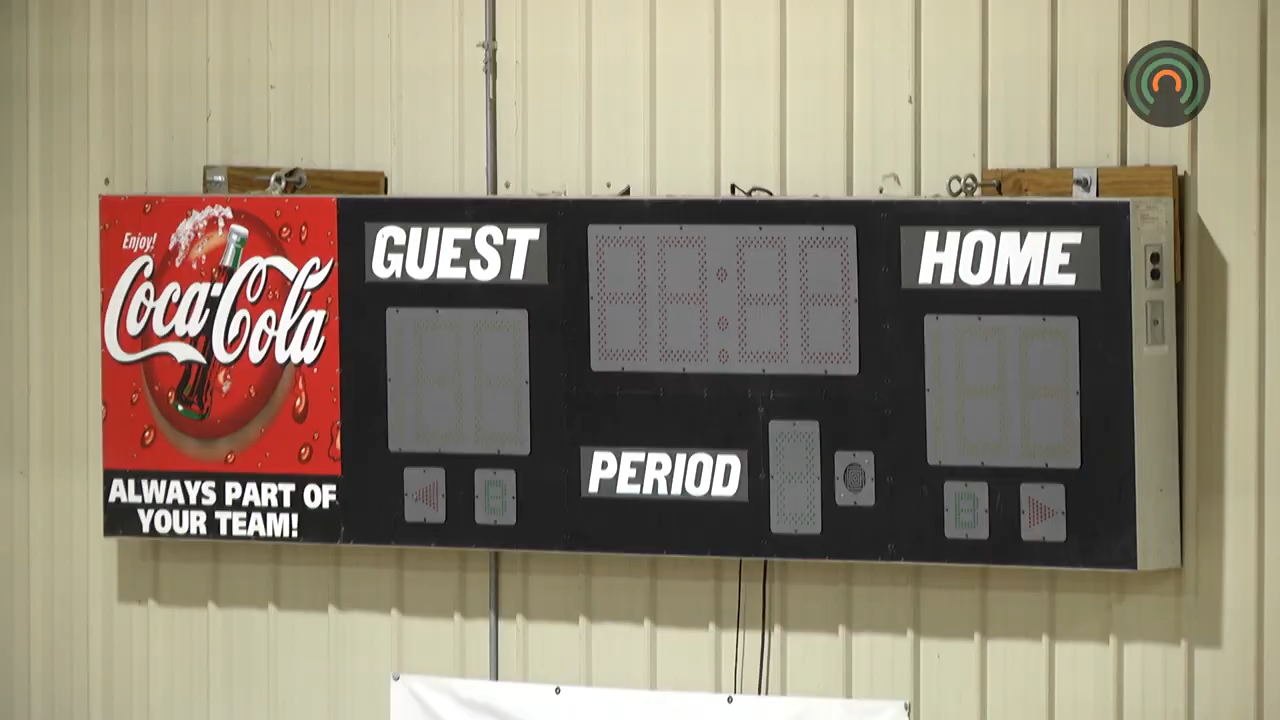 Enjoy!
Coca-Cola
ALWAYS PART OF
YOUR TEAM!
GUEST
HOME
PERIOD
B
B